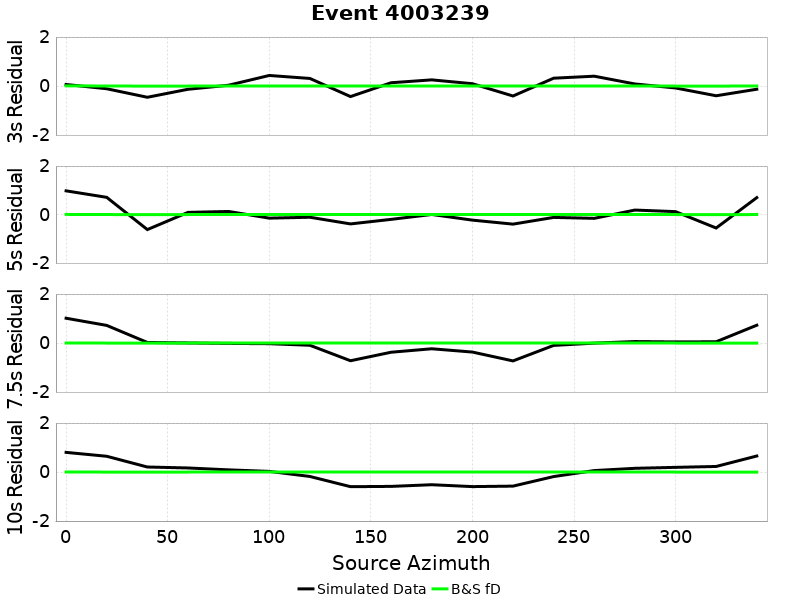 Event 4003239
3s Residual
2
0
-2
5s Residual
2
0
-2
7.5s Residual
2
0
-2
10s Residual
2
0
-2
0 50 100 150 200 250 300
Source Azimuth
Simulated Data B&S fD